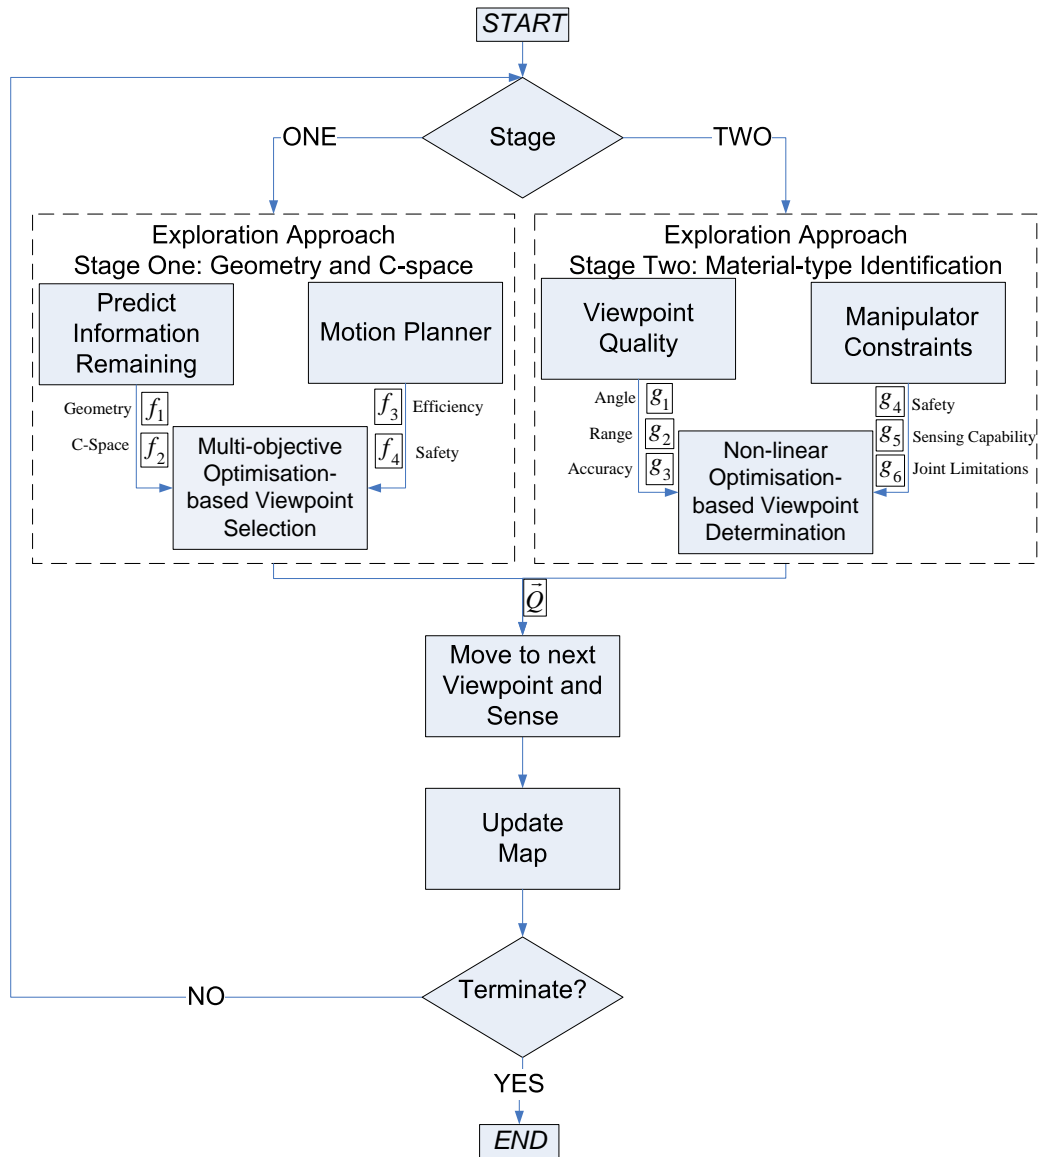 START
Stage
ONE
TWO
Exploration Approach
Stage One: Geometry and C-space
Predict
Information
Remaining
Motion Planner
Geometry
f1
C-Space
f2
f3
Efficiency
f4
Safety
Multi-objective
Optimisation-
based Viewpoint
Selection
Exploration Approach
Stage Two: Material-type Identification
Viewpoint
Quality
Manipulator
Constraints
Angle
g1
Range
g2
Accuracy
g3
g4
Safety
g5
Sensing Capability
g6
Joint Limitations
Non-linear
Optimisation-
based Viewpoint
Determination
Q⃗
Move to next
Viewpoint and
Sense
Update
Map
Terminate?
NO
YES
END